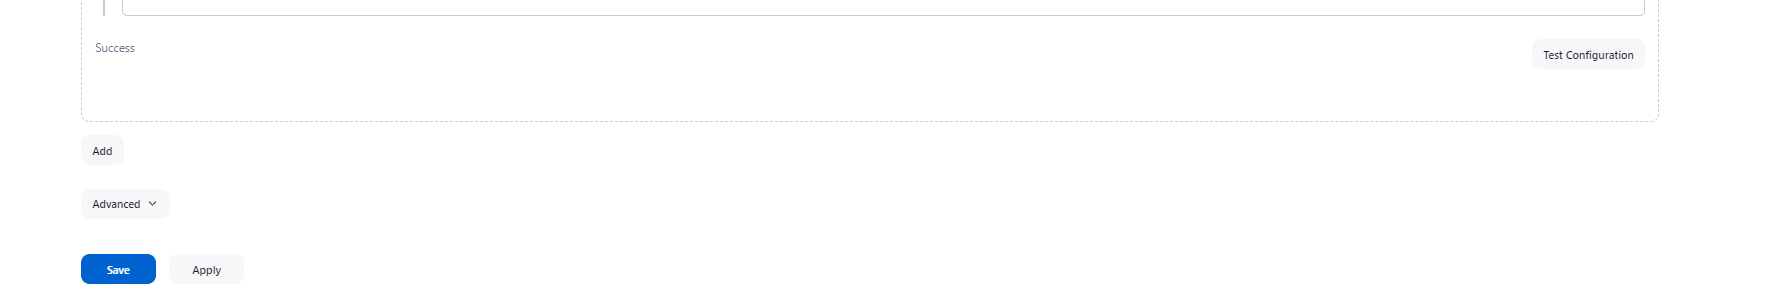 Success
Test Configuration
Add
Advanced
Save
Apply